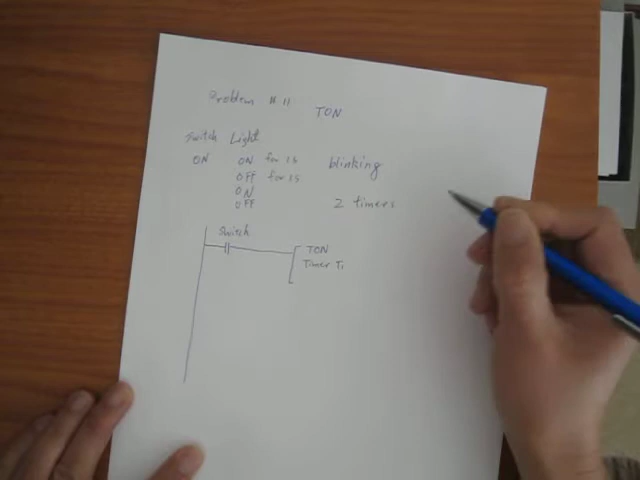 Problem # 11
TON
Switch Light
ON ON for 1s blinking
OFF for 1s
ON
OFF 2 timers
Switch
TON
Timer T1